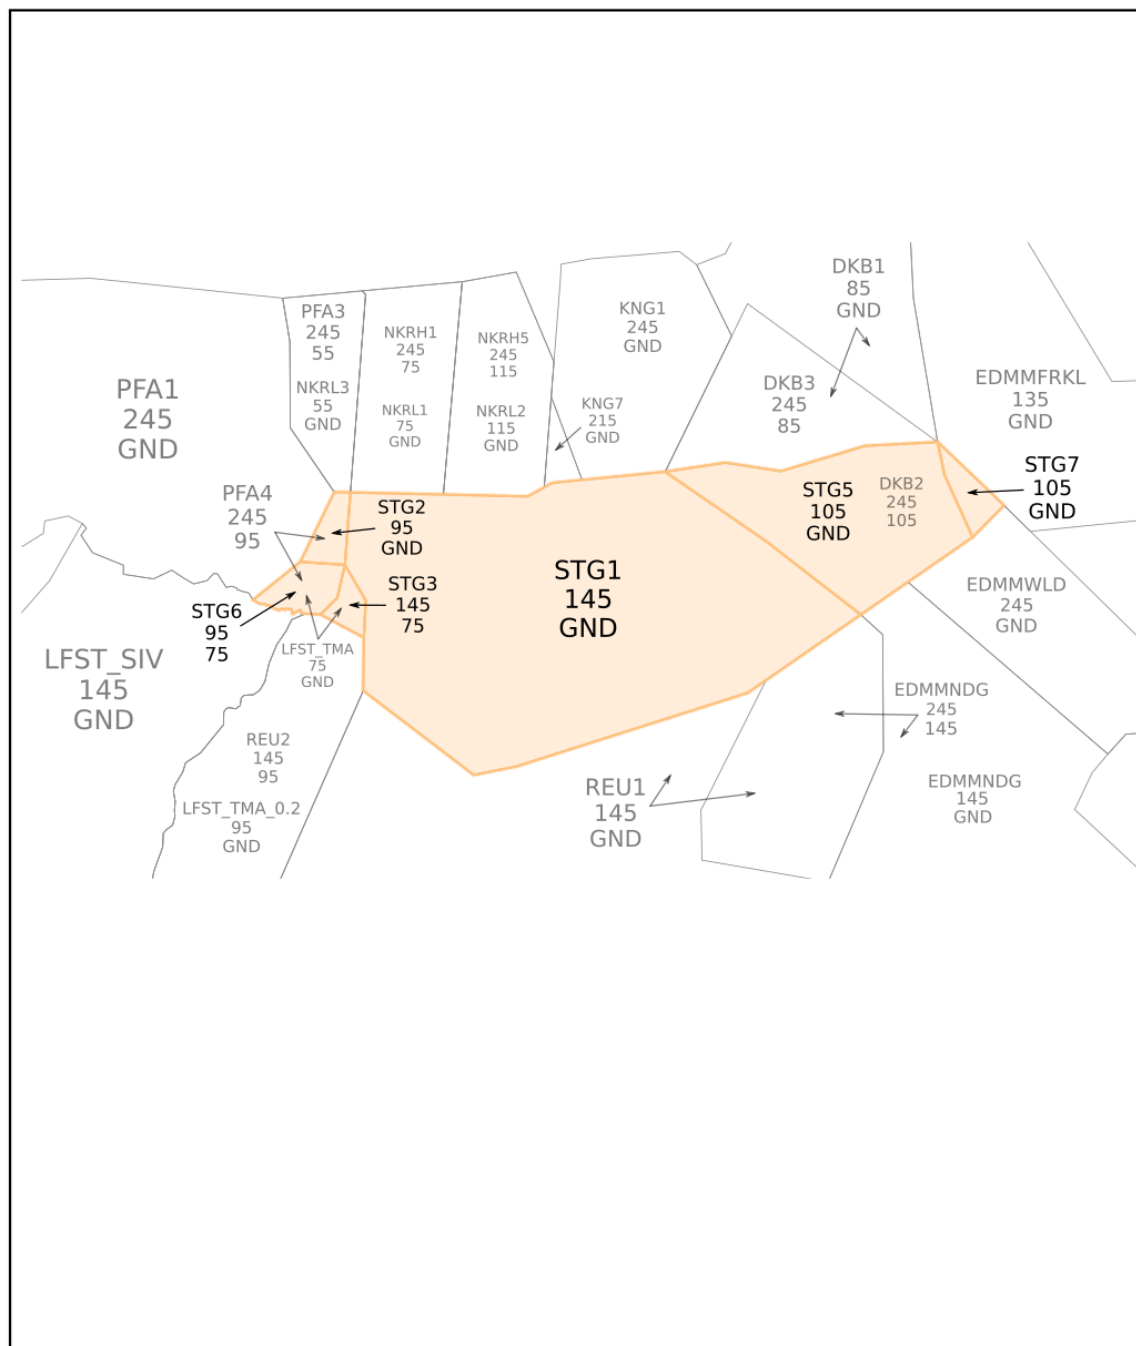 DKB1
85
GND
PFA3
245
55
KNG1
245
GND
NKRH1
245
75
NKRH5
245
115
PFA1
245
GND
NKRL3
55
GND
DKB3
245
85
EDMMFRKL
135
GND
NKRL1
75
GND
NKRL2
115
GND
KNG7
215
GND
STG7
105
GND
PFA4
245
95
STG5
105
GND
DKB2
245
105
STG2
95
GND
STG1
145
GND
STG3
145
75
EDMMWLD
245
GND
STG6
95
75
LFST_TMA
75
GND
LFST_SIV
145
GND
EDMMNDG
245
145
REU2
145
95
REU1
145
GND
EDMMNDG
145
GND
LFST_TMA_0.2
95
GND